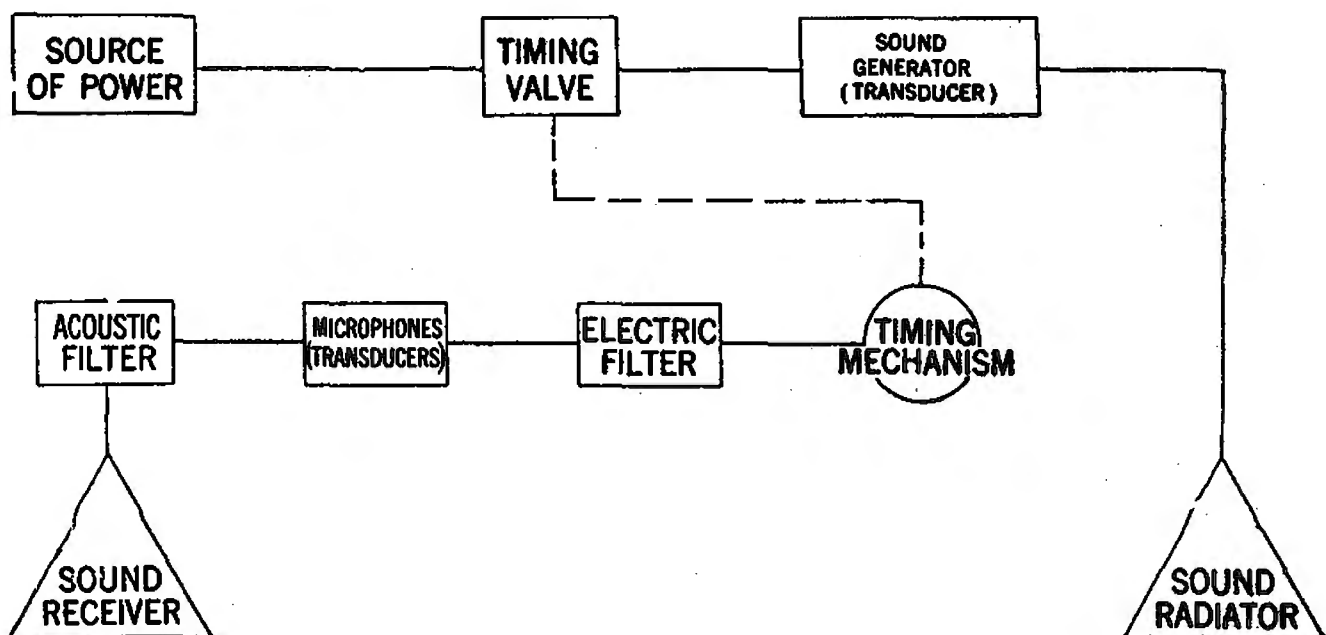 SOURCE
OF POWER
TIMING
VALVE
SOUND
GENERATOR
(TRANSDUCER)
ACOUSTIC
FILTER
MICROPHONES
(TRANSDUCERS)
ELECTRIC
FILTER
TIMING
MECHANISM
SOUND
RECEIVER
SOUND
RADIATOR